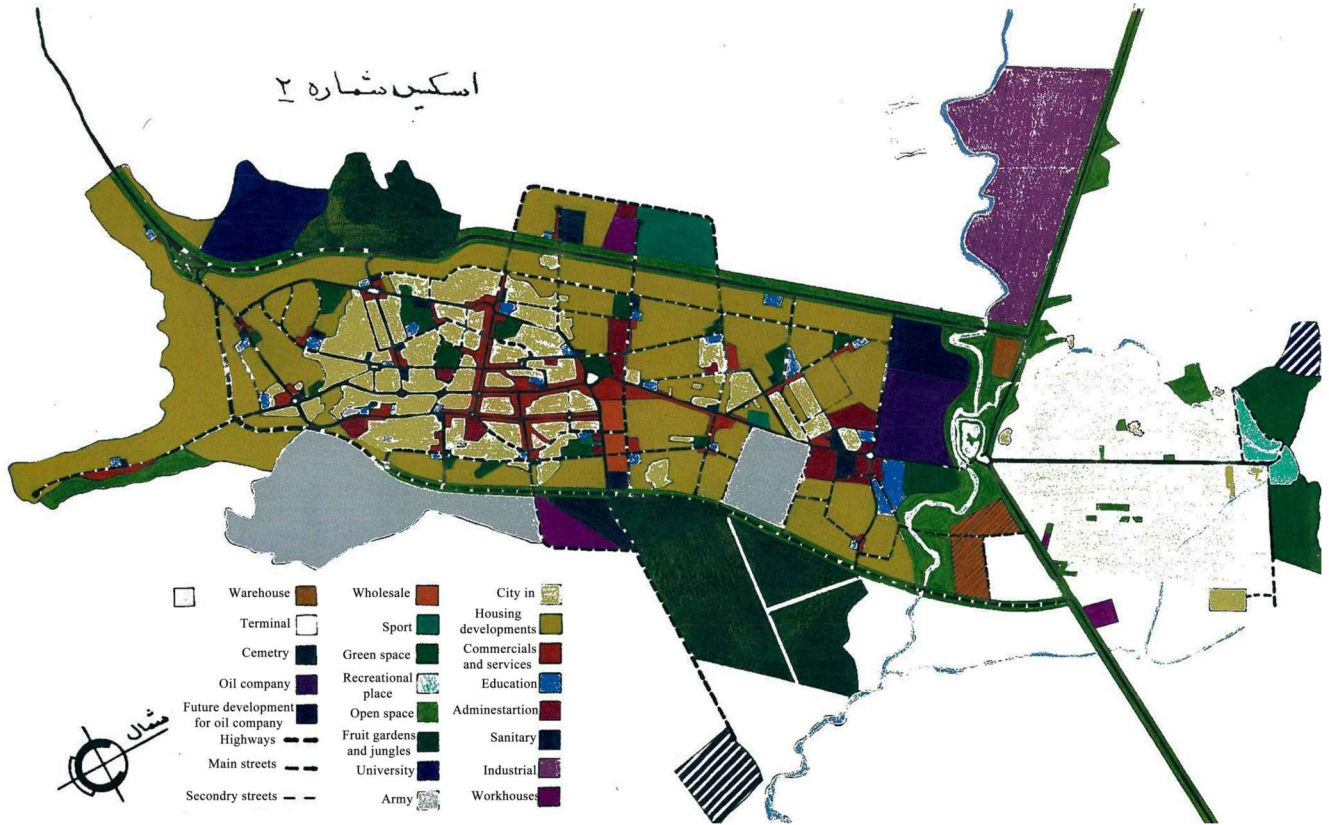 اسکیس شماره ۲
Warehouse
Terminal
Cemetry
Oil company
Future development
for oil company
Highways
Main streets
Secondry streets
Wholesale
Sport
Green space
Recreational
place
Open space
Fruit gardens
and jungles
University
Army
City in
Housing
developments
Commercials
and services
Education
Adminestartion
Sanitary
Industrial
Workhouses
شمال